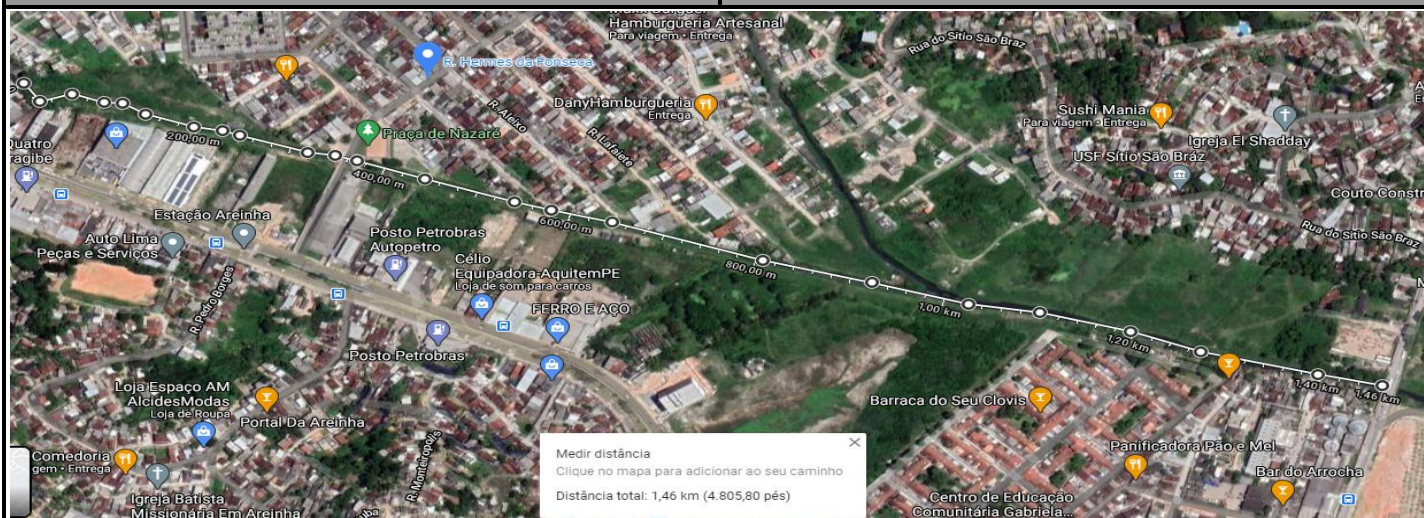 Hamburgueria Artesanal
Para viagem • Entrega
Rua do Sítio São Braz
R. Hermes da Fonseca
DanyHamburgueria
Entrega
R. Aleixo
R. Lafaiete
Praça de Nazaré
Sushi Mania
Para viagem • Entrega
Igreja El Shadday
USF Sítio São Bráz
Couto Constr
Rua do Sítio São Braz
200,00 m
400,00 m
600,00 m
800,00 m
1,00 km
1,20 km
1,40 km
1,46 km
Quatro
Estação Areinha
Auto Lima
Peças e Serviços
R. Pedro Borges
Posto Petrobras
Autopetro
Célio
Equipadora-AquitemPE
Loja de som para carros
FERRO E AÇO
Posto Petrobras
Loja Espaço AM
AlcidesModas
Loja de Roupa
Portal Da Areinha
R. Monteiropolis
Comedoria
gem • Entrega
Igreja Batista
Missionária Em Areinha
Barraca do Seu Clovis
Panificadora Pão e Mel
Bar do Arrocha
Centro de Educação
Comunitária Gabriela...
Medir distância
Clique no mapa para adicionar ao seu caminho
Distância total: 1,46 km (4.805,80 pés)